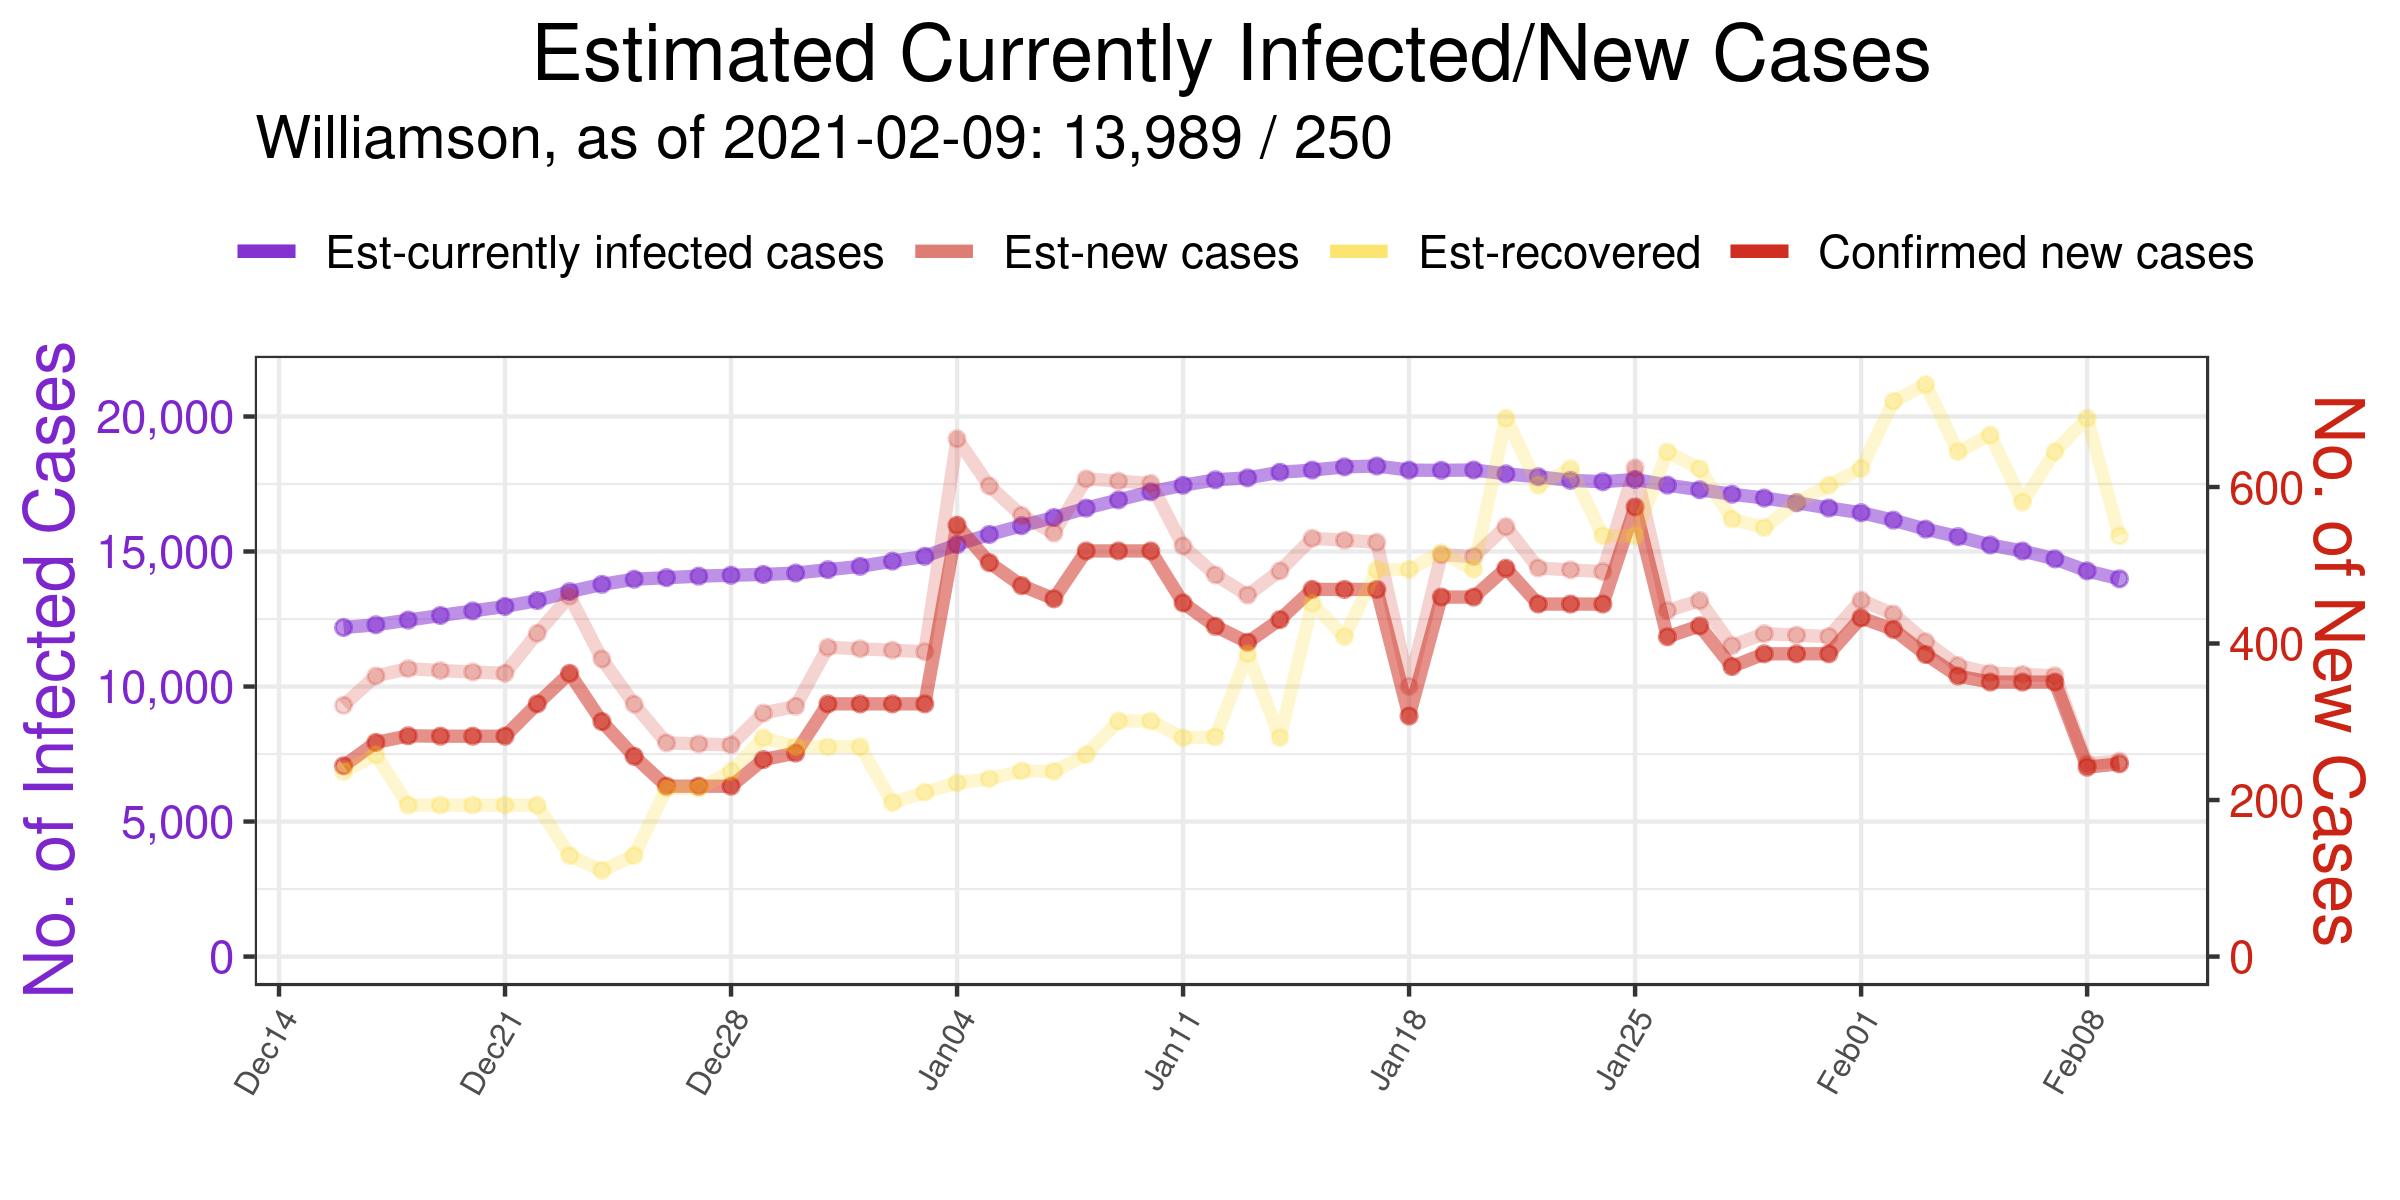 Estimated Currently Infected/New Cases
Williamson, as of 2021-02-09: 13,989 / 250
Est-currently infected cases Est-new cases Est-recovered Confirmed new cases
No. of Infected Cases
20,000
15,000
10,000
5,000
0
No. of New Cases
600
400
200
0
Dec14 Dec21 Dec28 Jan04 Jan11 Jan18 Jan25 Feb01 Feb08